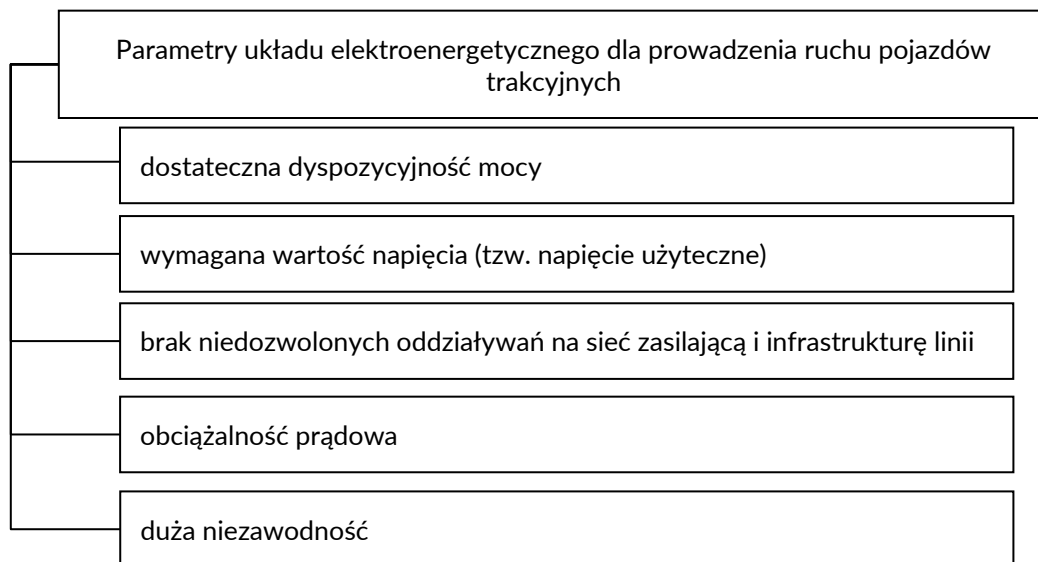 Parametry układu elektroenergetycznego dla prowadzenia ruchu pojazdów
trakcyjnych
dostateczna dyspozycyjność mocy
wymagana wartość napięcia (tzw. napięcie użyteczne)
brak niedozwolonych oddziaływań na sieć zasilającą i infrastrukturę linii
obciążalność prądowa
duża niezawodność